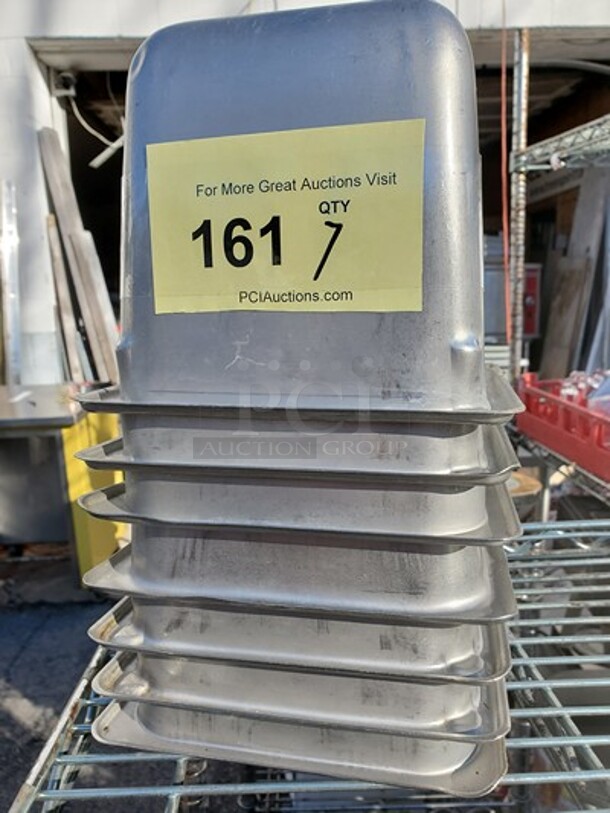 For More Great Auctions Visit
QTY
161 7
PCIAuctions.com
PCI
AUCTION GROUP